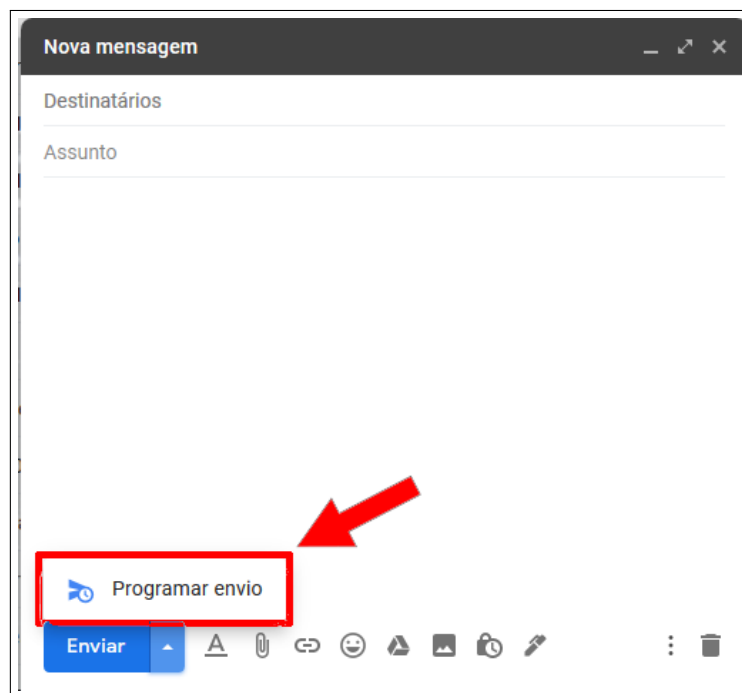 Nova mensagem
Destinatários
Assunto
Programar envio
Enviar